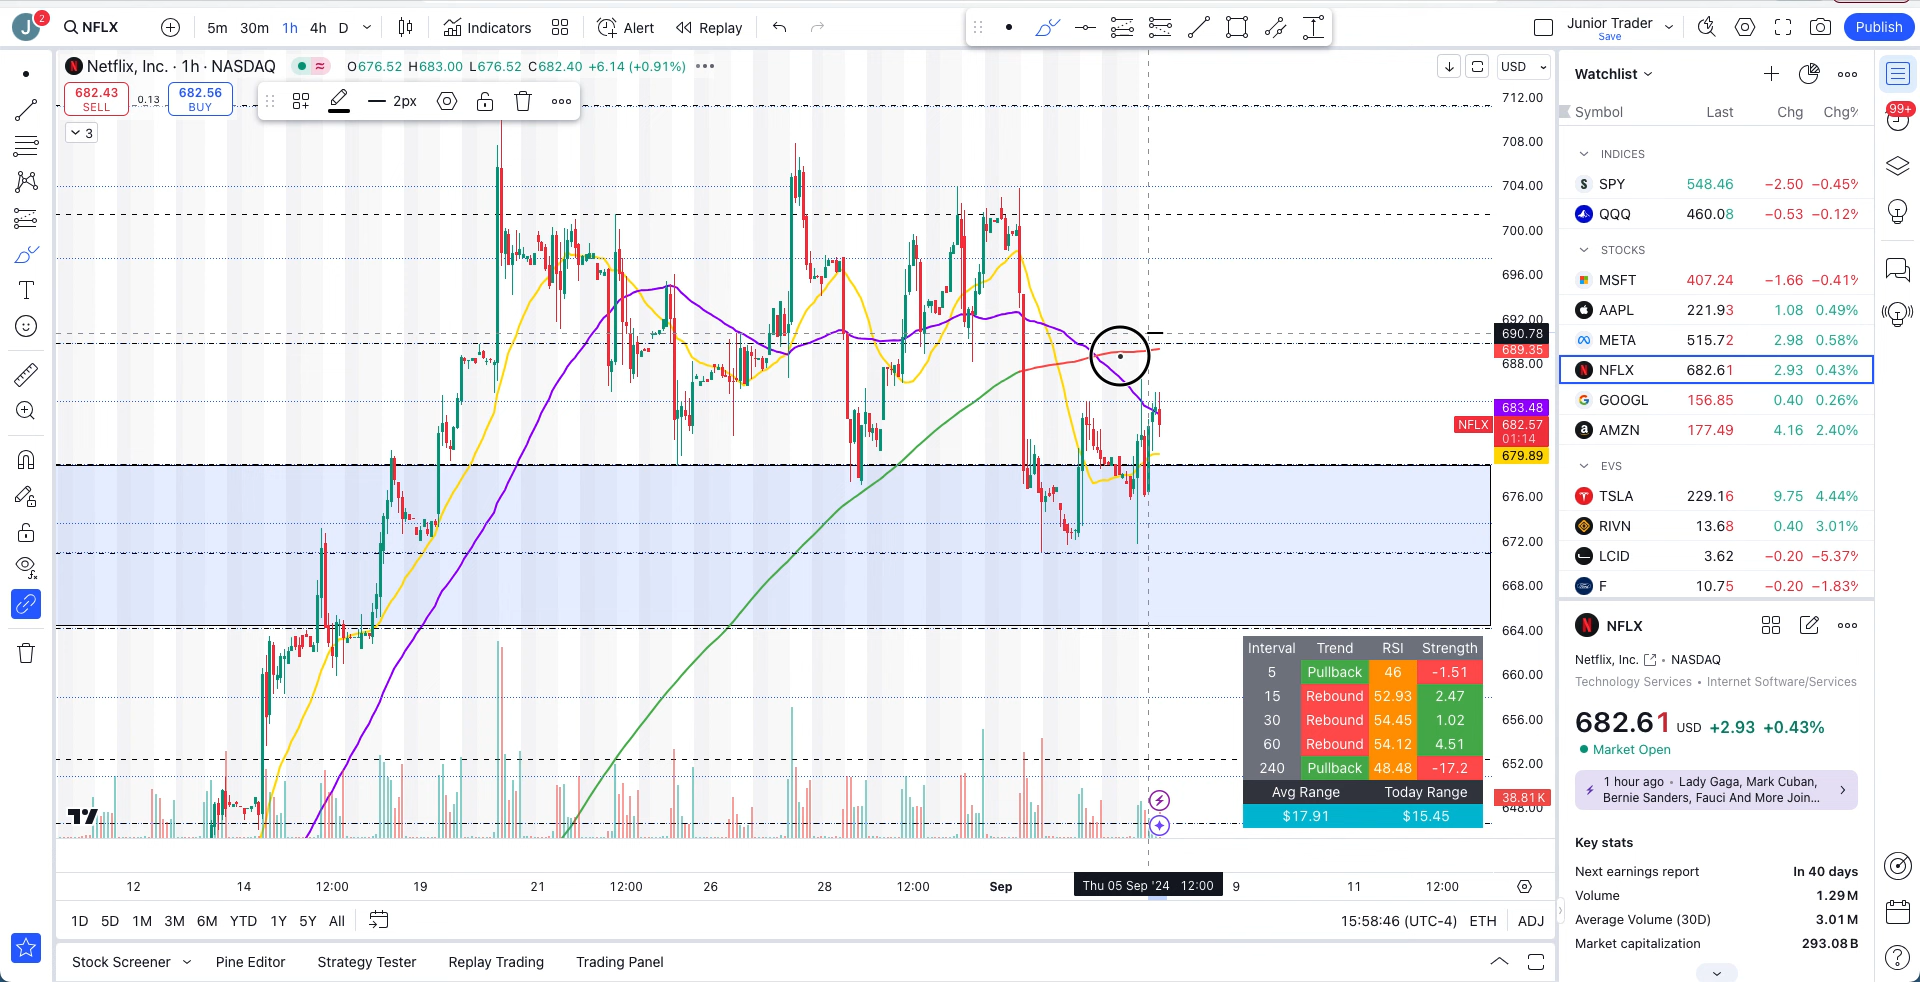 J 2 NFLX 5m 30m 1h 4h D Indicators Alert Replay Junior Trader Save Publish
Netflix, Inc. · 1h · NASDAQ O676.52 H683.00 L676.52 C682.40 +6.14 (+0.91%) USD
682.43 SELL 0.13 682.56 BUY 2px
3
712.00
708.00
704.00
700.00
696.00
692.00
690.78
689.35
688.00
683.48
NFLX 682.57
01:14
679.89
676.00
672.00
668.00
664.00
660.00
656.00
652.00
38.81K
648.00
Interval Trend RSI Strength
5 Pullback 46 -1.51
15 Rebound 52.93 2.47
30 Rebound 54.45 1.02
60 Rebound 54.12 4.51
240 Pullback 48.48 -17.2
Avg Range Today Range
$17.91 $15.45
12 14 12:00 19 21 12:00 26 28 12:00 Sep Thu 05 Sep '24 12:00 9 11 12:00
1D 5D 1M 3M 6M YTD 1Y 5Y All 15:58:46 (UTC-4) ETH ADJ
Stock Screener Pine Editor Strategy Tester Replay Trading Trading Panel
Watchlist
Symbol Last Chg Chg%
99+
INDICES
SPY 548.46 −2.50 −0.45%
QQQ 460.08 −0.53 −0.12%
STOCKS
MSFT 407.24 −1.66 −0.41%
AAPL 221.93 1.08 0.49%
META 515.72 2.98 0.58%
NFLX 682.61 2.93 0.43%
GOOGL 156.85 0.40 0.26%
AMZN 177.49 4.16 2.40%
EVS
TSLA 229.16 9.75 4.44%
RIVN 13.68 0.40 3.01%
LCID 3.62 −0.20 −5.37%
F 10.75 −0.20 −1.83%
NFLX
Netflix, Inc. • NASDAQ
Technology Services • Internet Software/Services
682.61 USD +2.93 +0.43%
Market Open
1 hour ago • Lady Gaga, Mark Cuban,
Bernie Sanders, Fauci And More Join...
Key stats
Next earnings report In 40 days
Volume 1.29M
Average Volume (30D) 3.01M
Market capitalization 293.08B